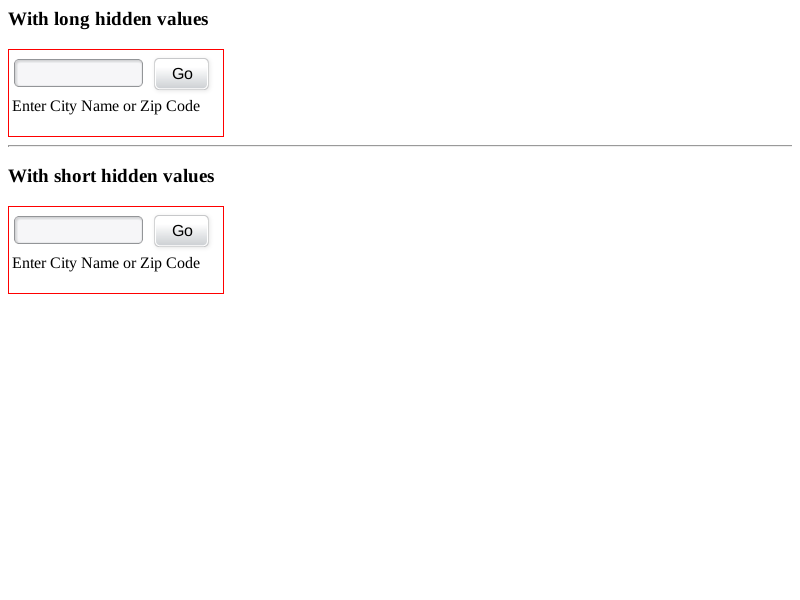 With long hidden values
Go
Enter City Name or Zip Code
With short hidden values
Go
Enter City Name or Zip Code